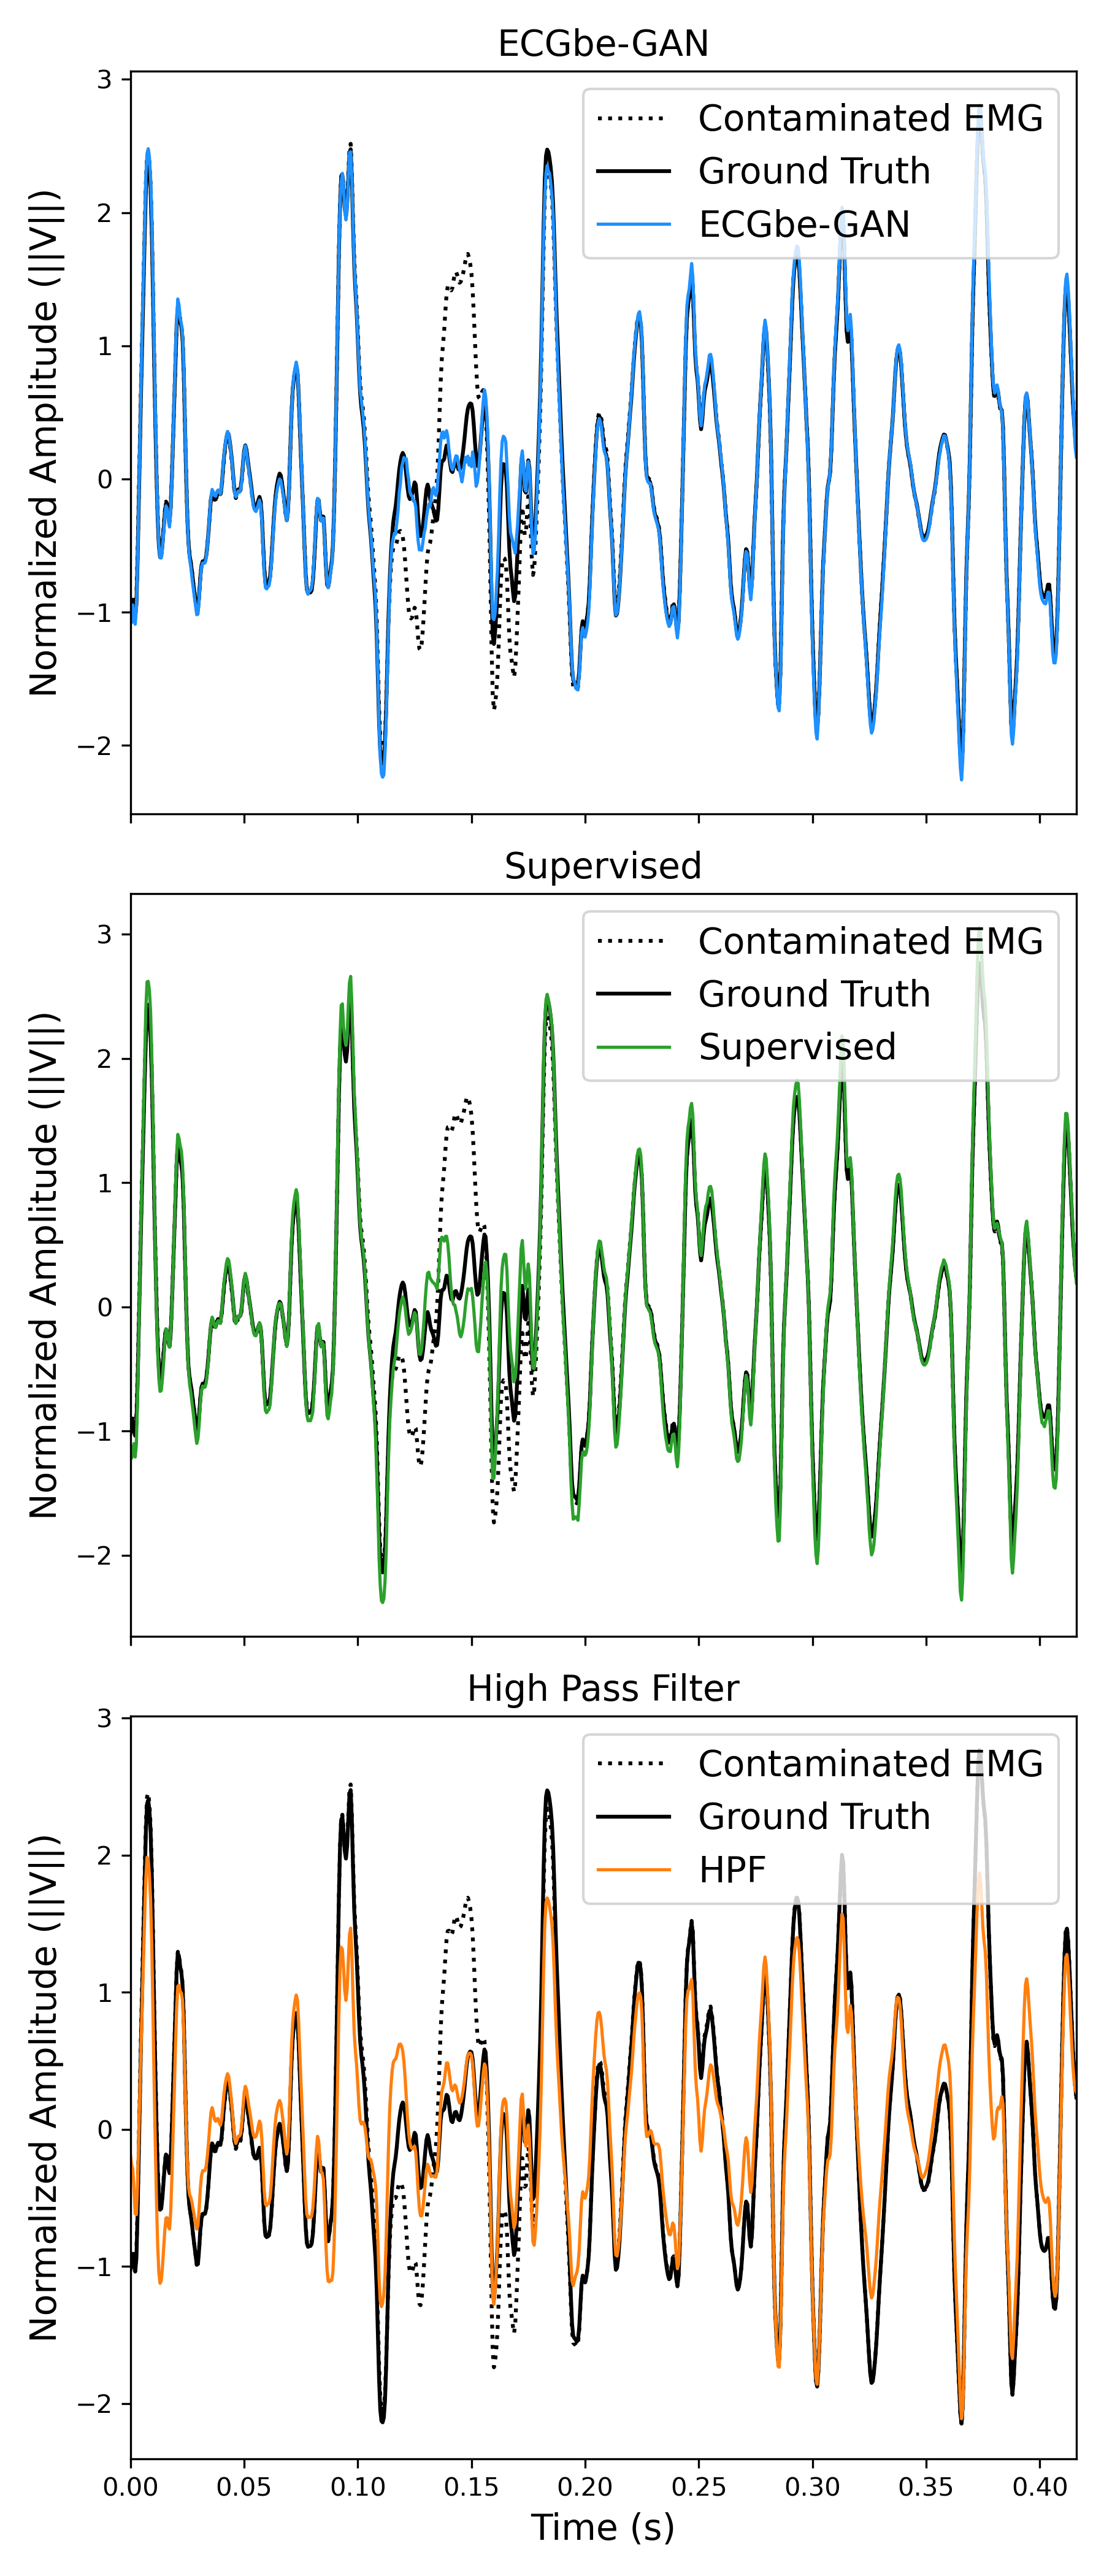 ECGbe-GAN
3
2
1
0
−1
−2
Normalized Amplitude (||V||)
Contaminated EMG
Ground Truth
ECGbe-GAN
Supervised
3
2
1
0
−1
−2
Normalized Amplitude (||V||)
Contaminated EMG
Ground Truth
Supervised
High Pass Filter
3
2
1
0
−1
−2
Normalized Amplitude (||V||)
Contaminated EMG
Ground Truth
HPF
0.00 0.05 0.10 0.15 0.20 0.25 0.30 0.35 0.40
Time (s)